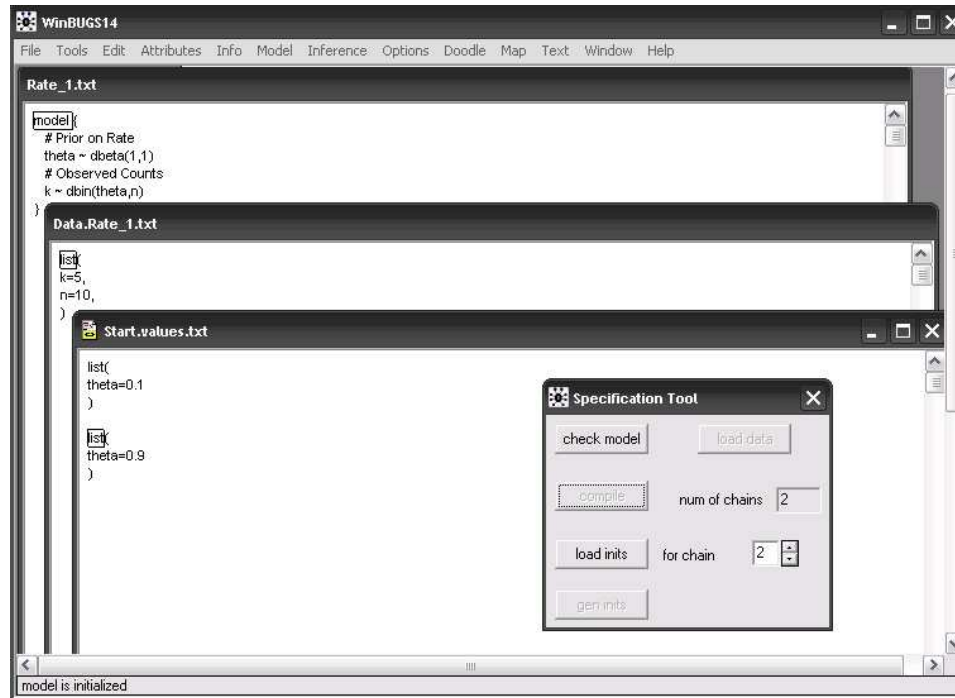 WinBUGS14
File Tools Edit Attributes Info Model Inference Options Doodle Map Text Window Help
Rate_1.txt
model{
# Prior on Rate
theta ~ dbeta(1,1)
# Observed Counts
k ~ dbin(theta,n)
}
Data.Rate_1.txt
list(
k=5,
n=10,
)
Start.values.txt
list(
theta=0.1
)
list(
theta=0.9
)
Specification Tool
check model load data
compile num of chains 2
load inits for chain 2
gen inits
model is initialized